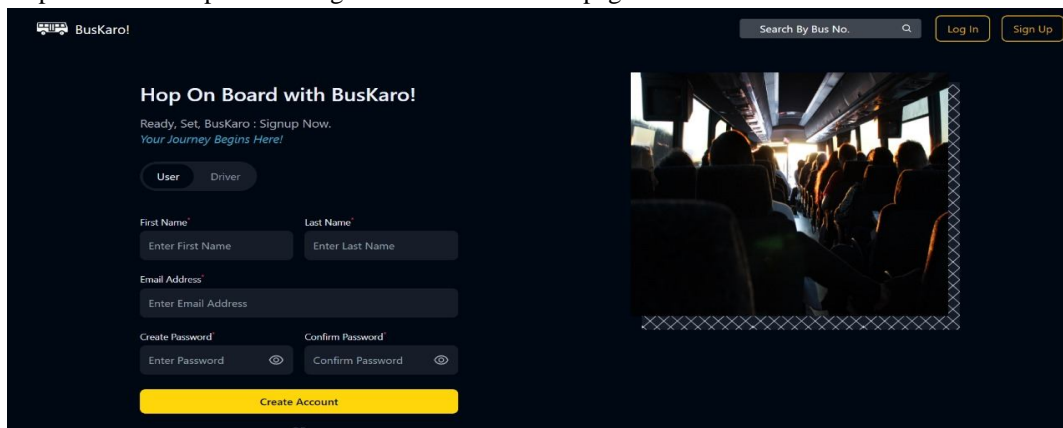 BusKaro!
Search By Bus No.
Log In
Sign Up
Hop On Board with BusKaro!
Ready, Set, BusKaro : Signup Now.
Your Journey Begins Here!
User Driver
First Name* Last Name*
Enter First Name Enter Last Name
Email Address*
Enter Email Address
Create Password* Confirm Password*
Enter Password Confirm Password
Create Account